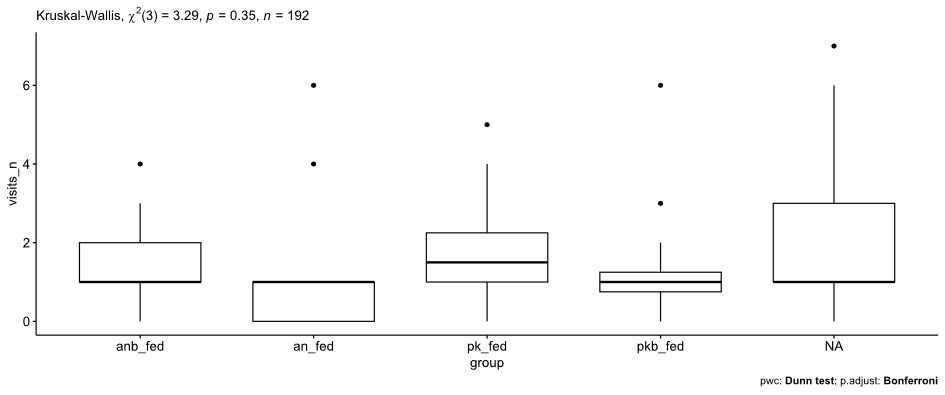 Kruskal-Wallis, χ²(3) = 3.29, p = 0.35, n = 192
6
4
2
0
visits_n
anb_fed an_fed pk_fed pkb_fed NA
group
pwc: Dunn test; p.adjust: Bonferroni